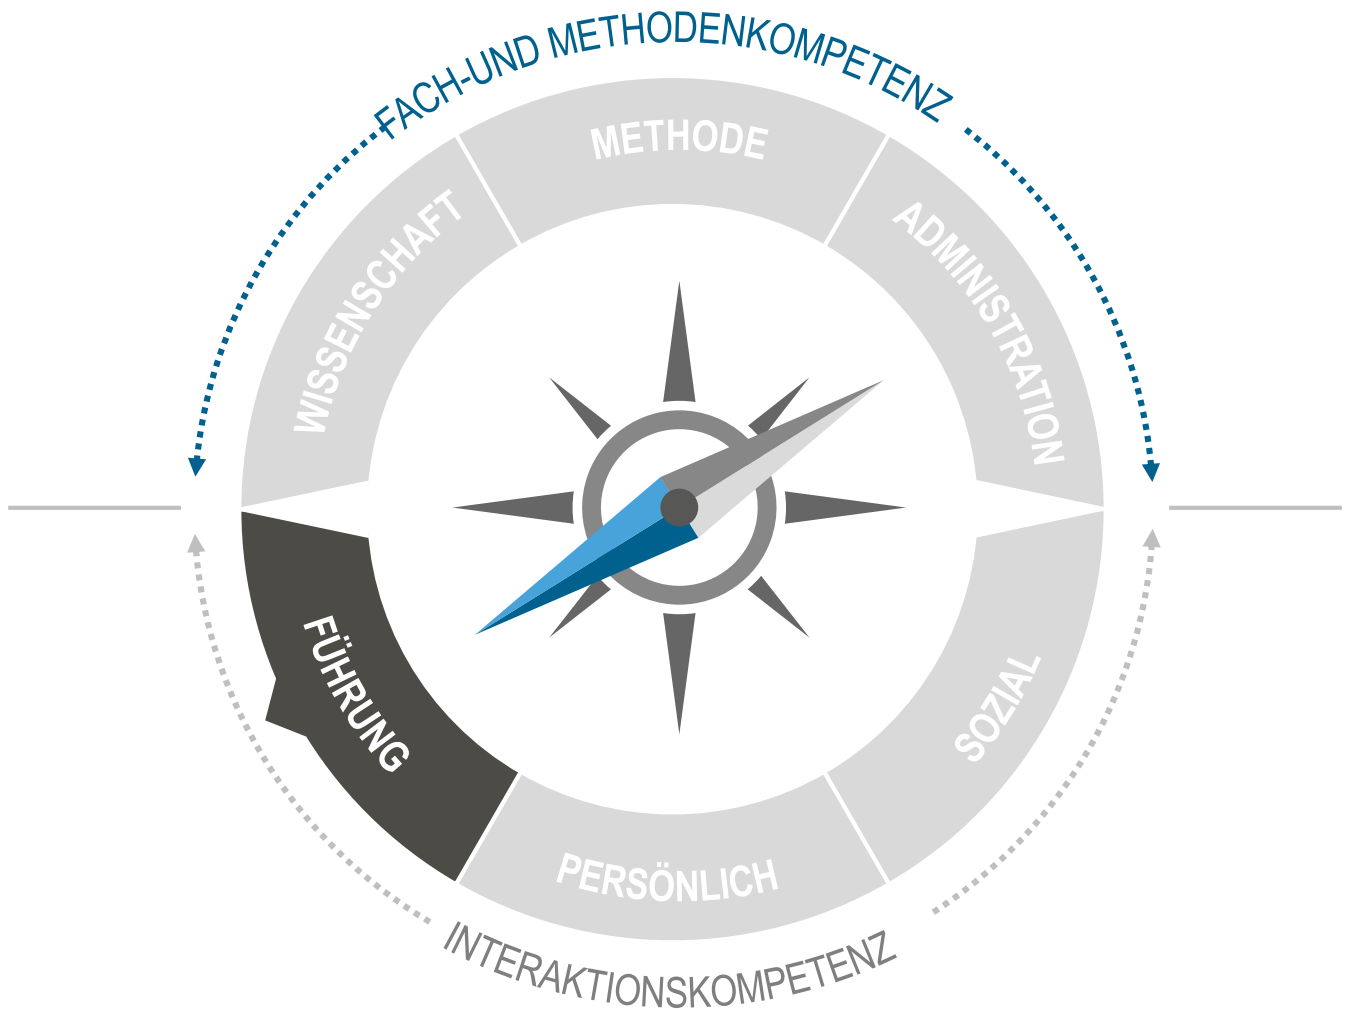 FACH-UND METHODENKOMPETENZ
METHODE
WISSENSCHAFT
ADMINISTRATION
FÜHRUNG
SOZIAL
PERSÖNLICH
INTERAKTIONSKOMPETENZ